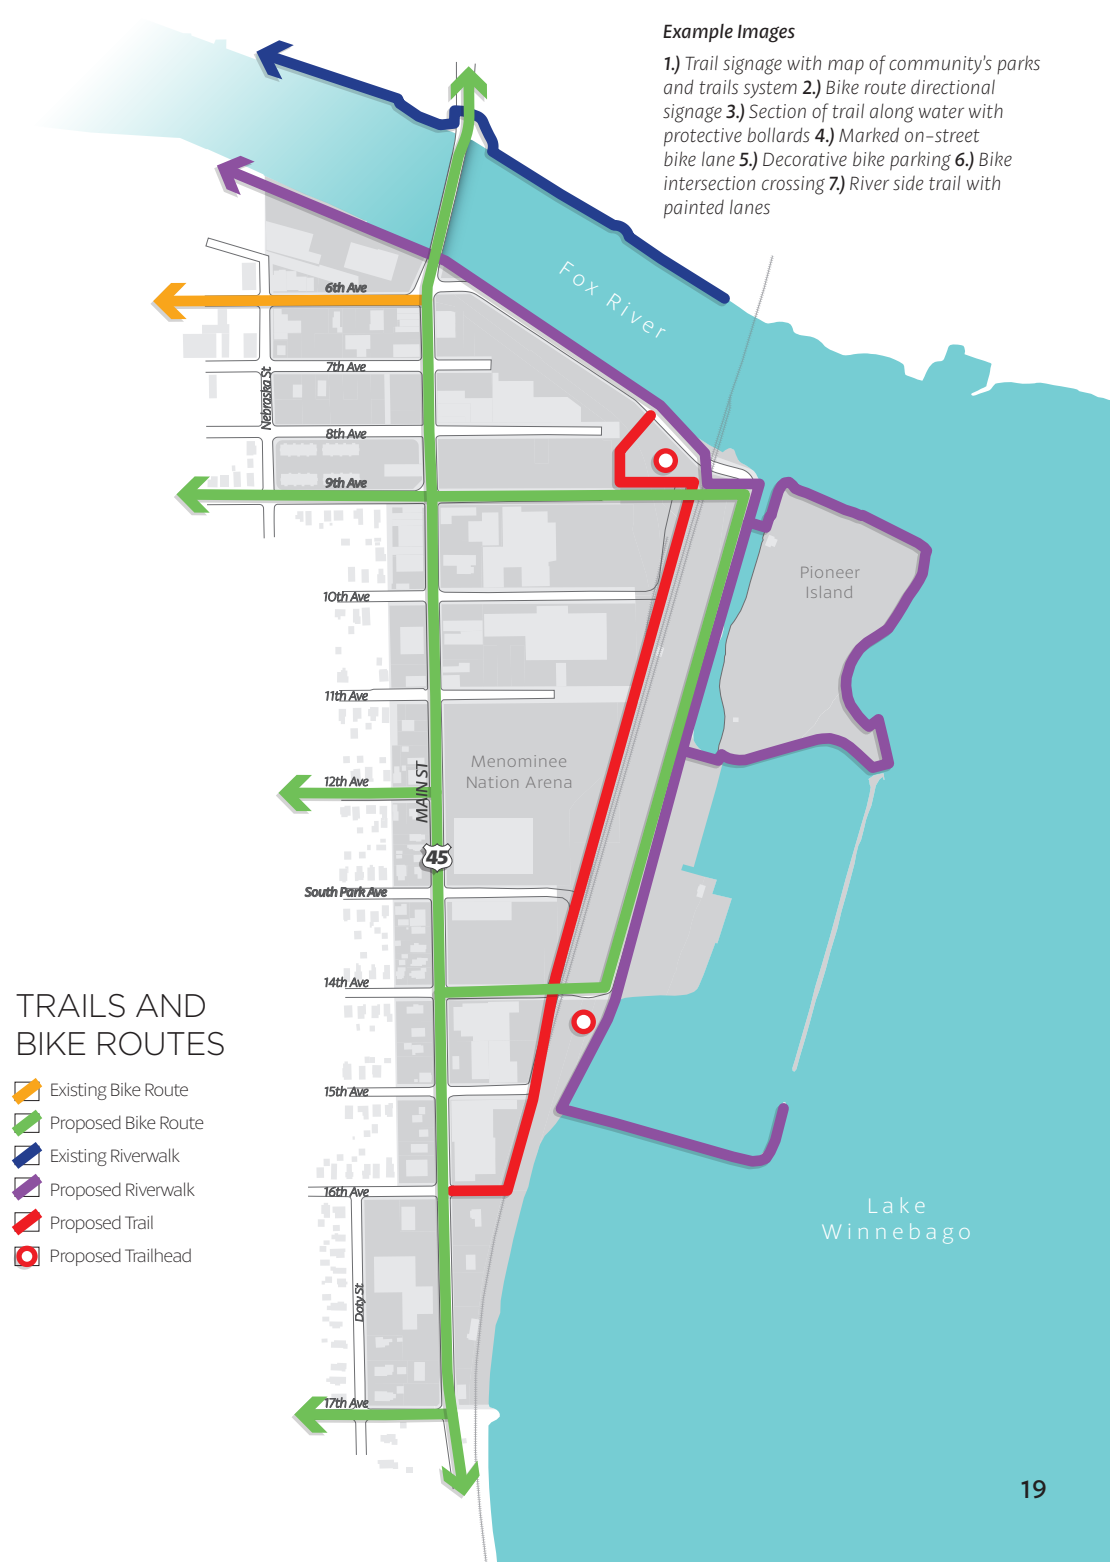 Example Images
1.) Trail signage with map of community's parks
and trails system 2.) Bike route directional
signage 3.) Section of trail along water with
protective bollards 4.) Marked on-street
bike lane 5.) Decorative bike parking 6.) Bike
intersection crossing 7.) River side trail with
painted lanes
Fox River
6th Ave
7th Ave
Nebraska St
8th Ave
9th Ave
Pioneer
Island
10th Ave
11th Ave
Menominee
Nation Arena
12th Ave
MAIN ST
45
South Park Ave
14th Ave
15th Ave
16th Ave
Doty St
17th Ave
Lake
Winnebago
TRAILS AND
BIKE ROUTES
Existing Bike Route
Proposed Bike Route
Existing Riverwalk
Proposed Riverwalk
Proposed Trail
Proposed Trailhead
19